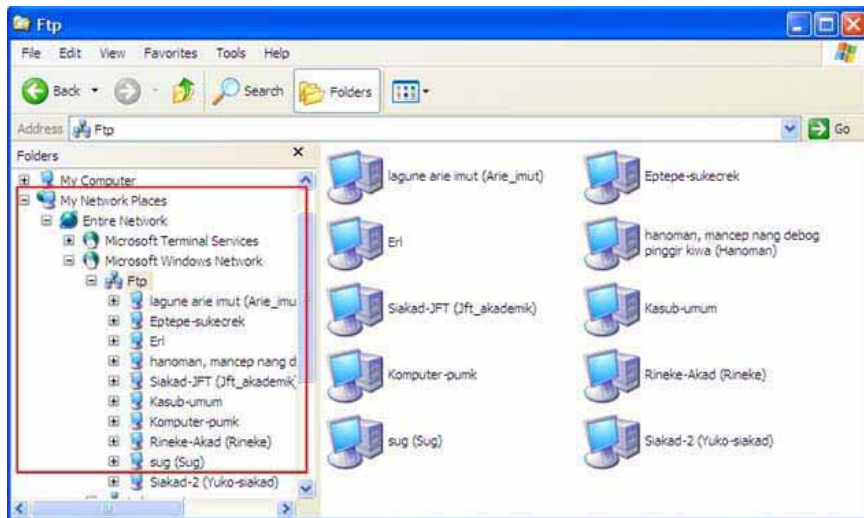 Ftp
File Edit View Favorites Tools Help
Back Search Folders
Address Ftp Go
Folders
My Computer
My Network Places
Entire Network
Microsoft Terminal Services
Microsoft Windows Network
Ftp
lagune arie imut (Arie_imu
Eptepe-sukecrek
Erl
hanoman, mancep nang d
Siakad-JFT (Jft_akademik)
Kasub-umum
Komputer-pumk
Rineke-Akad (Rineke)
sug (Sug)
Siakad-2 (Yuko-siakad)
lagune arie imut (Arie_imut)
Eptepe-sukecrek
Erl
hanoman, mancep nang debog
pinggir kiwa (Hanoman)
Siakad-JFT (Jft_akademik)
Kasub-umum
Komputer-pumk
Rineke-Akad (Rineke)
sug (Sug)
Siakad-2 (Yuko-siakad)